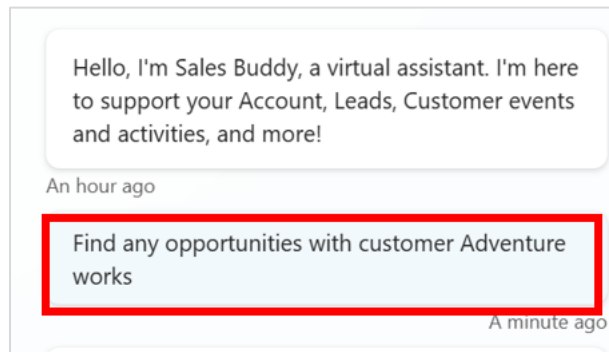 Hello, I'm Sales Buddy, a virtual assistant. I'm here
to support your Account, Leads, Customer events
and activities, and more!
An hour ago
Find any opportunities with customer Adventure
works
A minute ago